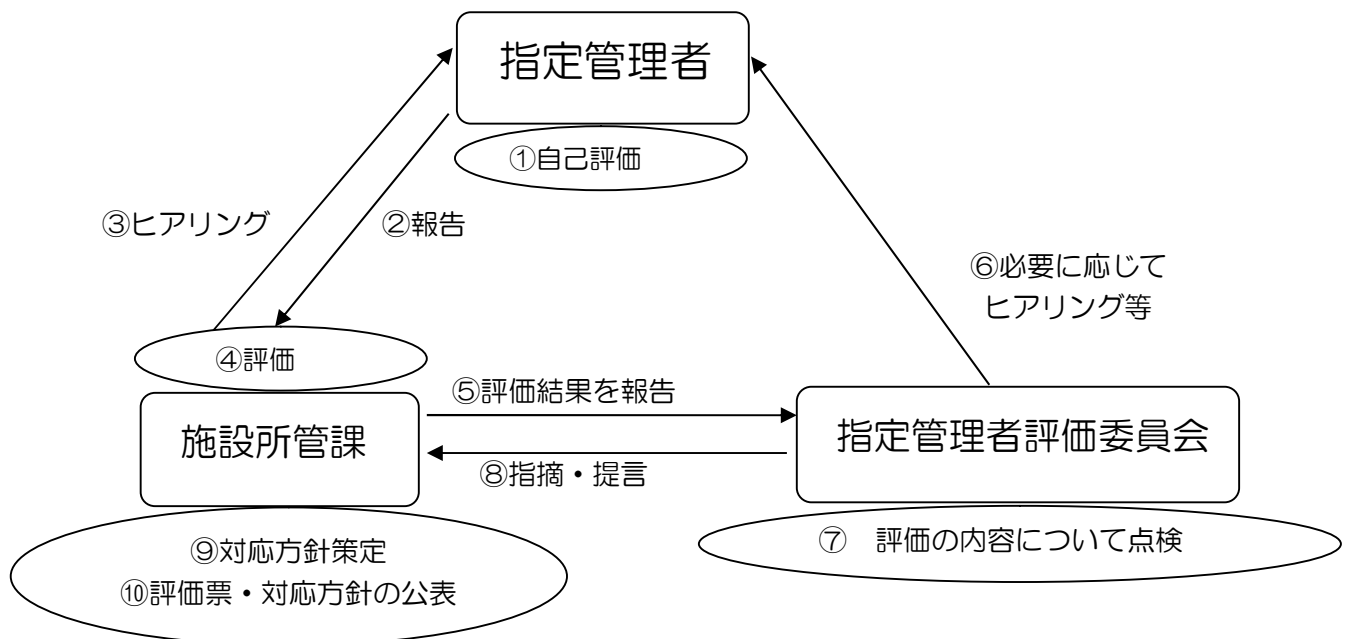 指定管理者
①自己評価
③ヒアリング
②報告
⑥必要に応じて
ヒアリング等
④評価
⑤評価結果を報告
施設所管課
指定管理者評価委員会
⑧指摘・提言
⑨対応方針策定
⑩評価票・対応方針の公表
⑦　評価の内容について点検